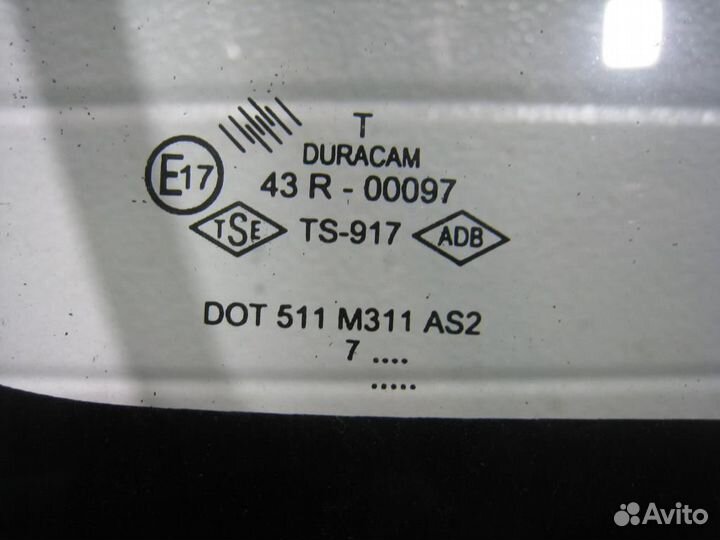 T
DURACAM
E17 43 R - 00097
TSE TS-917 ADB
DOT 511 M311 AS2
7 ....
.....
Avito